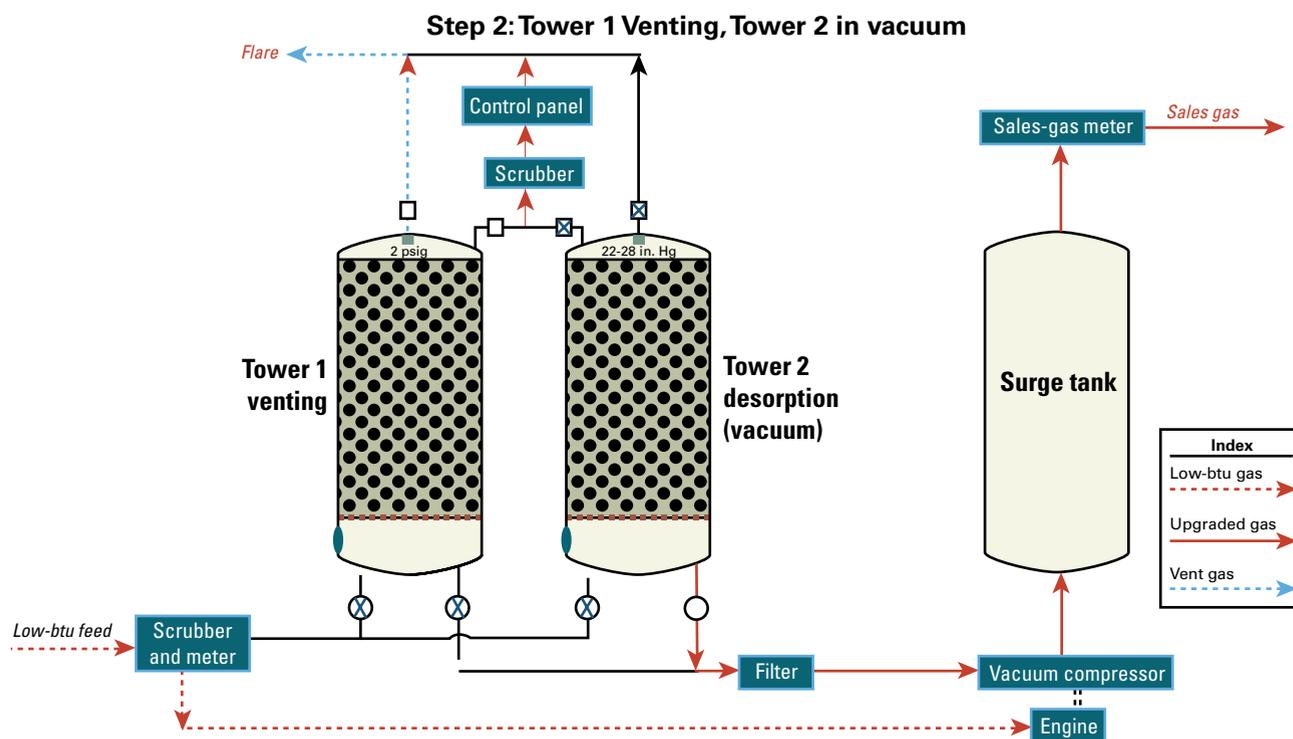 Step 2: Tower 1 Venting, Tower 2 in vacuum
Flare
Control panel
Scrubber
Sales-gas meter
Sales gas
2 psig
22-28 in. Hg
Tower 1
venting
Tower 2
desorption
(vacuum)
Surge tank
Index
Low-btu gas
Upgraded gas
Vent gas
Low-btu feed
Scrubber
and meter
Filter
Vacuum compressor
Engine